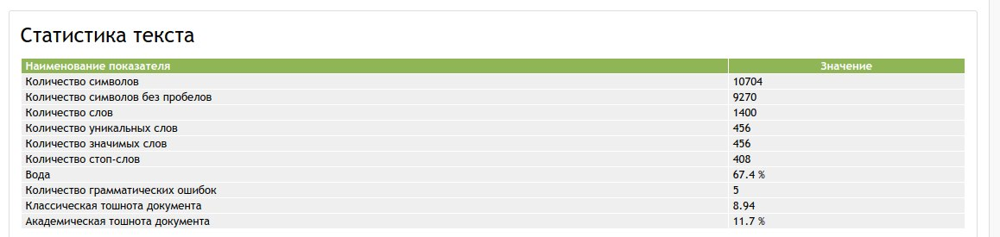 Статистика текста
Наименование показателя Значение
Количество символов 10704
Количество символов без пробелов 9270
Количество слов 1400
Количество уникальных слов 456
Количество значимых слов 456
Количество стоп-слов 408
Вода 67.4 %
Количество грамматических ошибок 5
Классическая тошнота документа 8.94
Академическая тошнота документа 11.7 %